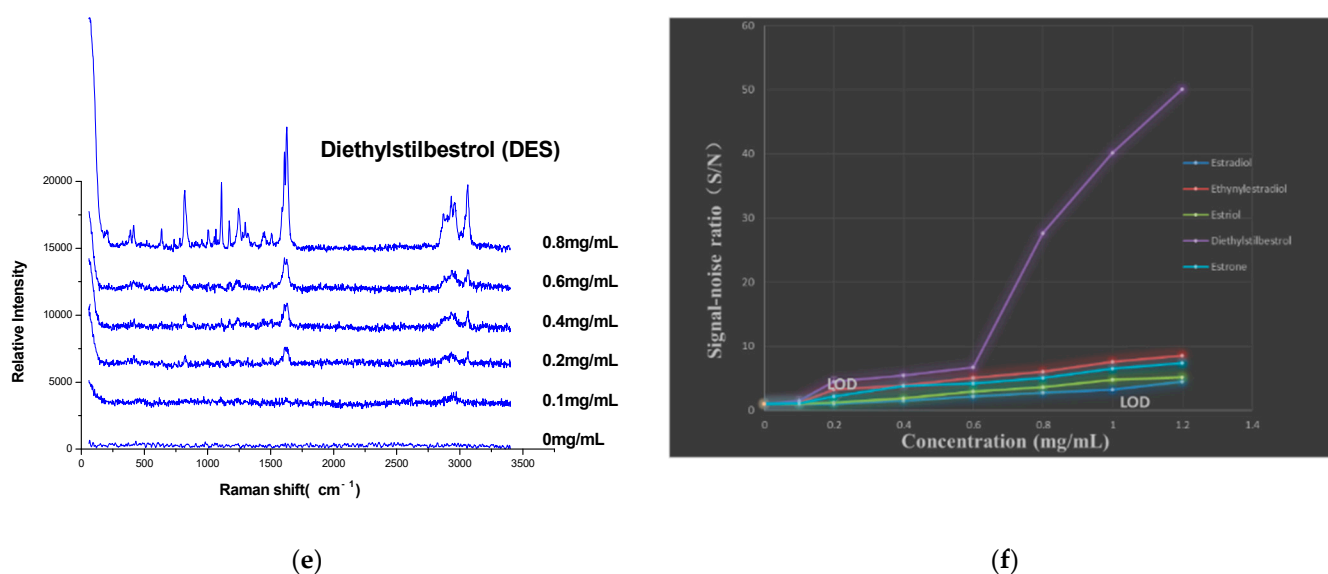 Diethylstilbestrol (DES)
20000
15000
10000
5000
0
0.8mg/mL
0.6mg/mL
0.4mg/mL
0.2mg/mL
0.1mg/mL
0mg/mL
Relative Intensity
0 500 1000 1500 2000 2500 3000 3500
Raman shift( cm⁻¹)
(e)
60
50
40
30
20
10
0
Signal-noise ratio（S/N）
Estradiol
Ethynylestradiol
Estriol
Diethylstilbestrol
Estrone
LOD
LOD
0 0.2 0.4 0.6 0.8 1 1.2 1.4
Concentration (mg/mL)
(f)